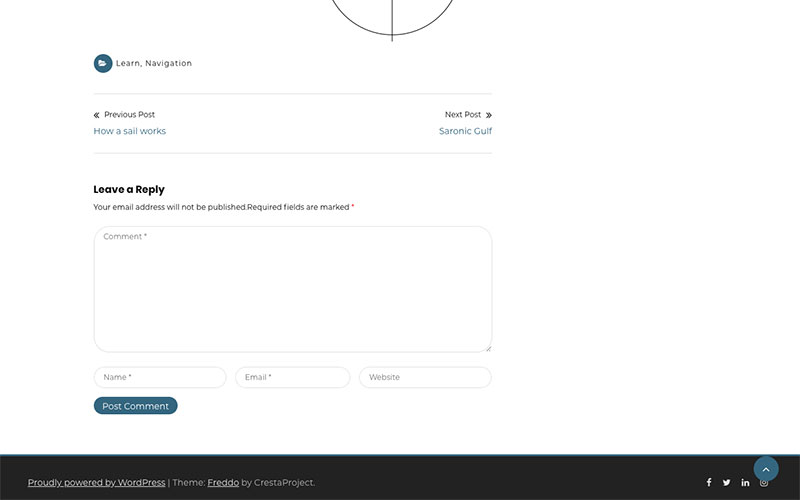 Learn, Navigation
Previous Post
Next Post
How a sail works
Saronic Gulf
Leave a Reply
Your email address will not be published.Required fields are marked *
Comment *
Name *
Email *
Website
Post Comment
Proudly powered by WordPress | Theme: Freddo by CrestaProject.